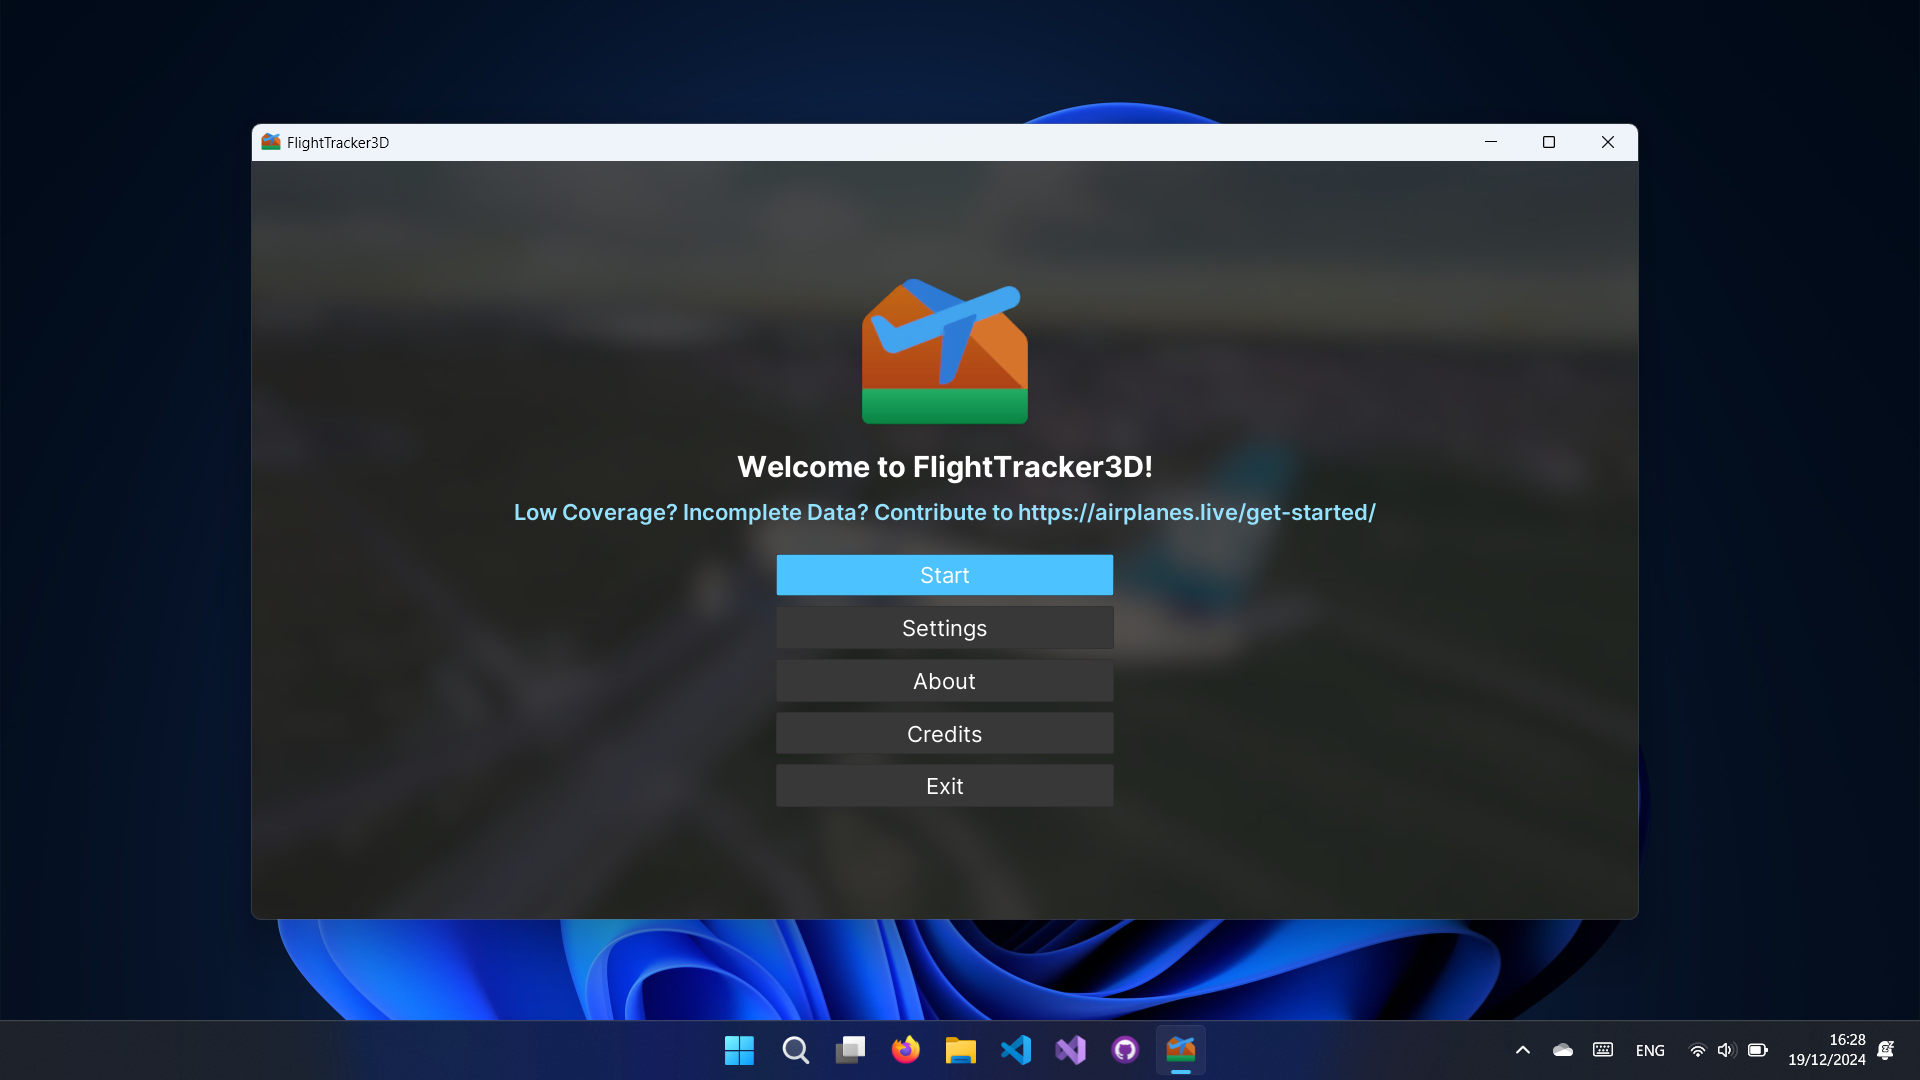 FlightTracker3D
Welcome to FlightTracker3D!
Low Coverage? Incomplete Data? Contribute to https://airplanes.live/get-started/
Start
Settings
About
Credits
Exit
ENG
16:28
19/12/2024